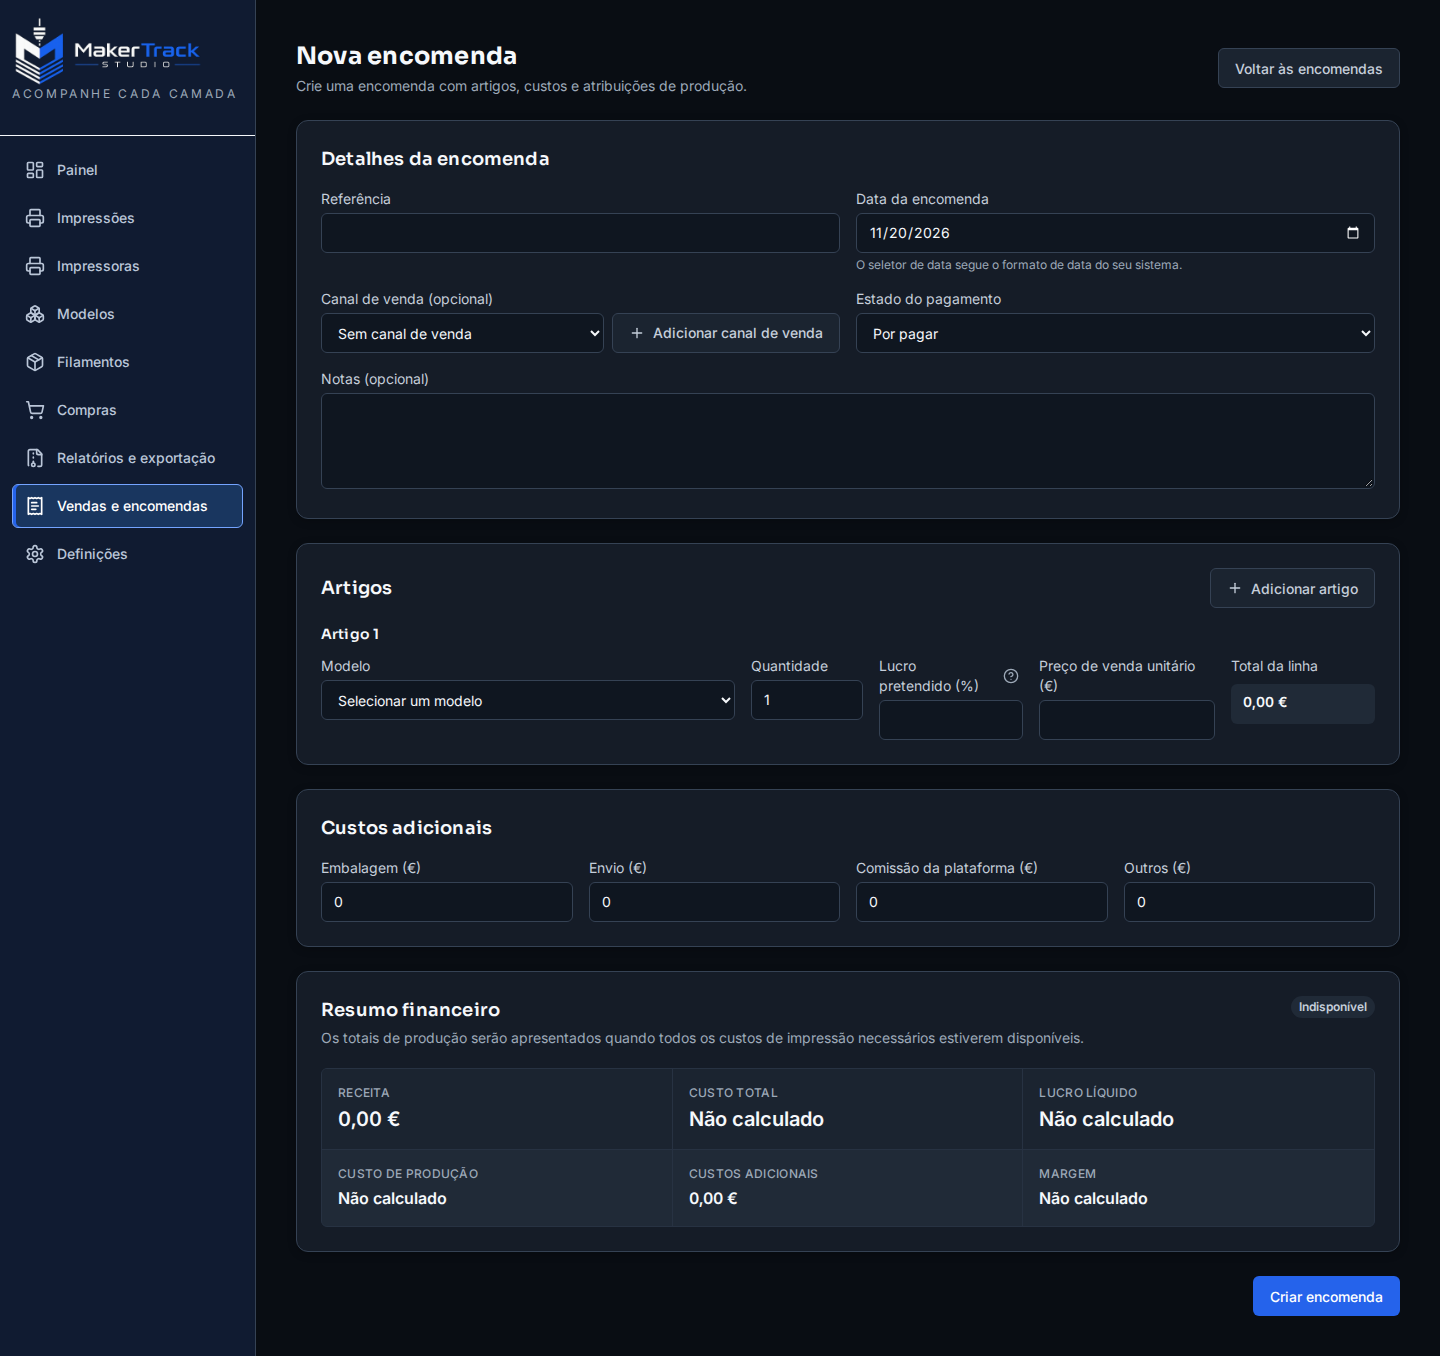 MakerTrack
STUDIO
ACOMPANHE CADA CAMADA
Painel
Impressões
Impressoras
Modelos
Filamentos
Compras
Relatórios e exportação
Vendas e encomendas
Definições
Nova encomenda
Crie uma encomenda com artigos, custos e atribuições de produção.
Voltar às encomendas
Detalhes da encomenda
Referência
Data da encomenda
11/20/2026
O seletor de data segue o formato de data do seu sistema.
Canal de venda (opcional)
Estado do pagamento
Sem canal de venda
Adicionar canal de venda
Por pagar
Notas (opcional)
Artigos
Adicionar artigo
Artigo 1
Modelo
Quantidade
Lucro
pretendido (%)
Preço de venda unitário
(€)
Total da linha
Selecionar um modelo
1
0,00 €
Custos adicionais
Embalagem (€)
Envio (€)
Comissão da plataforma (€)
Outros (€)
0
0
0
0
Resumo financeiro
Indisponível
Os totais de produção serão apresentados quando todos os custos de impressão necessários estiverem disponíveis.
RECEITA
0,00 €
CUSTO TOTAL
Não calculado
LUCRO LÍQUIDO
Não calculado
CUSTO DE PRODUÇÃO
Não calculado
CUSTOS ADICIONAIS
0,00 €
MARGEM
Não calculado
Criar encomenda